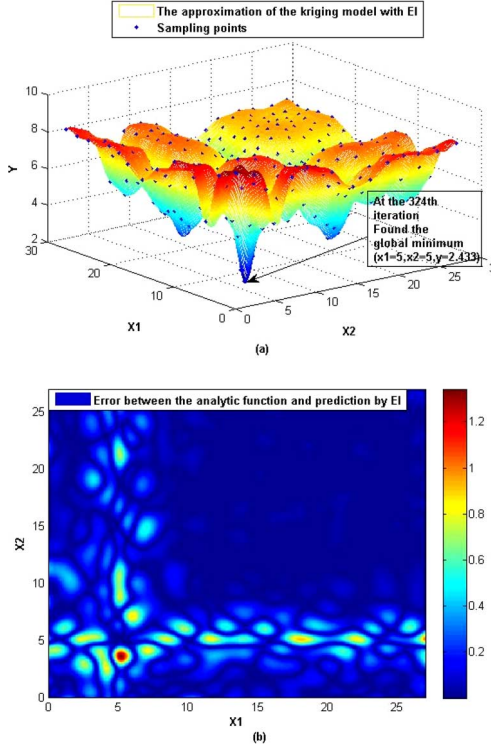 The approximation of the kriging model with EI
Sampling points
10
8
6
4
2
Y
30
20
10
0
X1
0
5
10
15
20
25
X2
At the 324th
iteration
Found the
global minimum
(x1=5,x2=5,y=2.433)
(a)
Error between the analytic function and prediction by EI
25
20
15
10
5
0
X2
0
5
10
15
20
25
X1
1.2
1
0.8
0.6
0.4
0.2
(b)